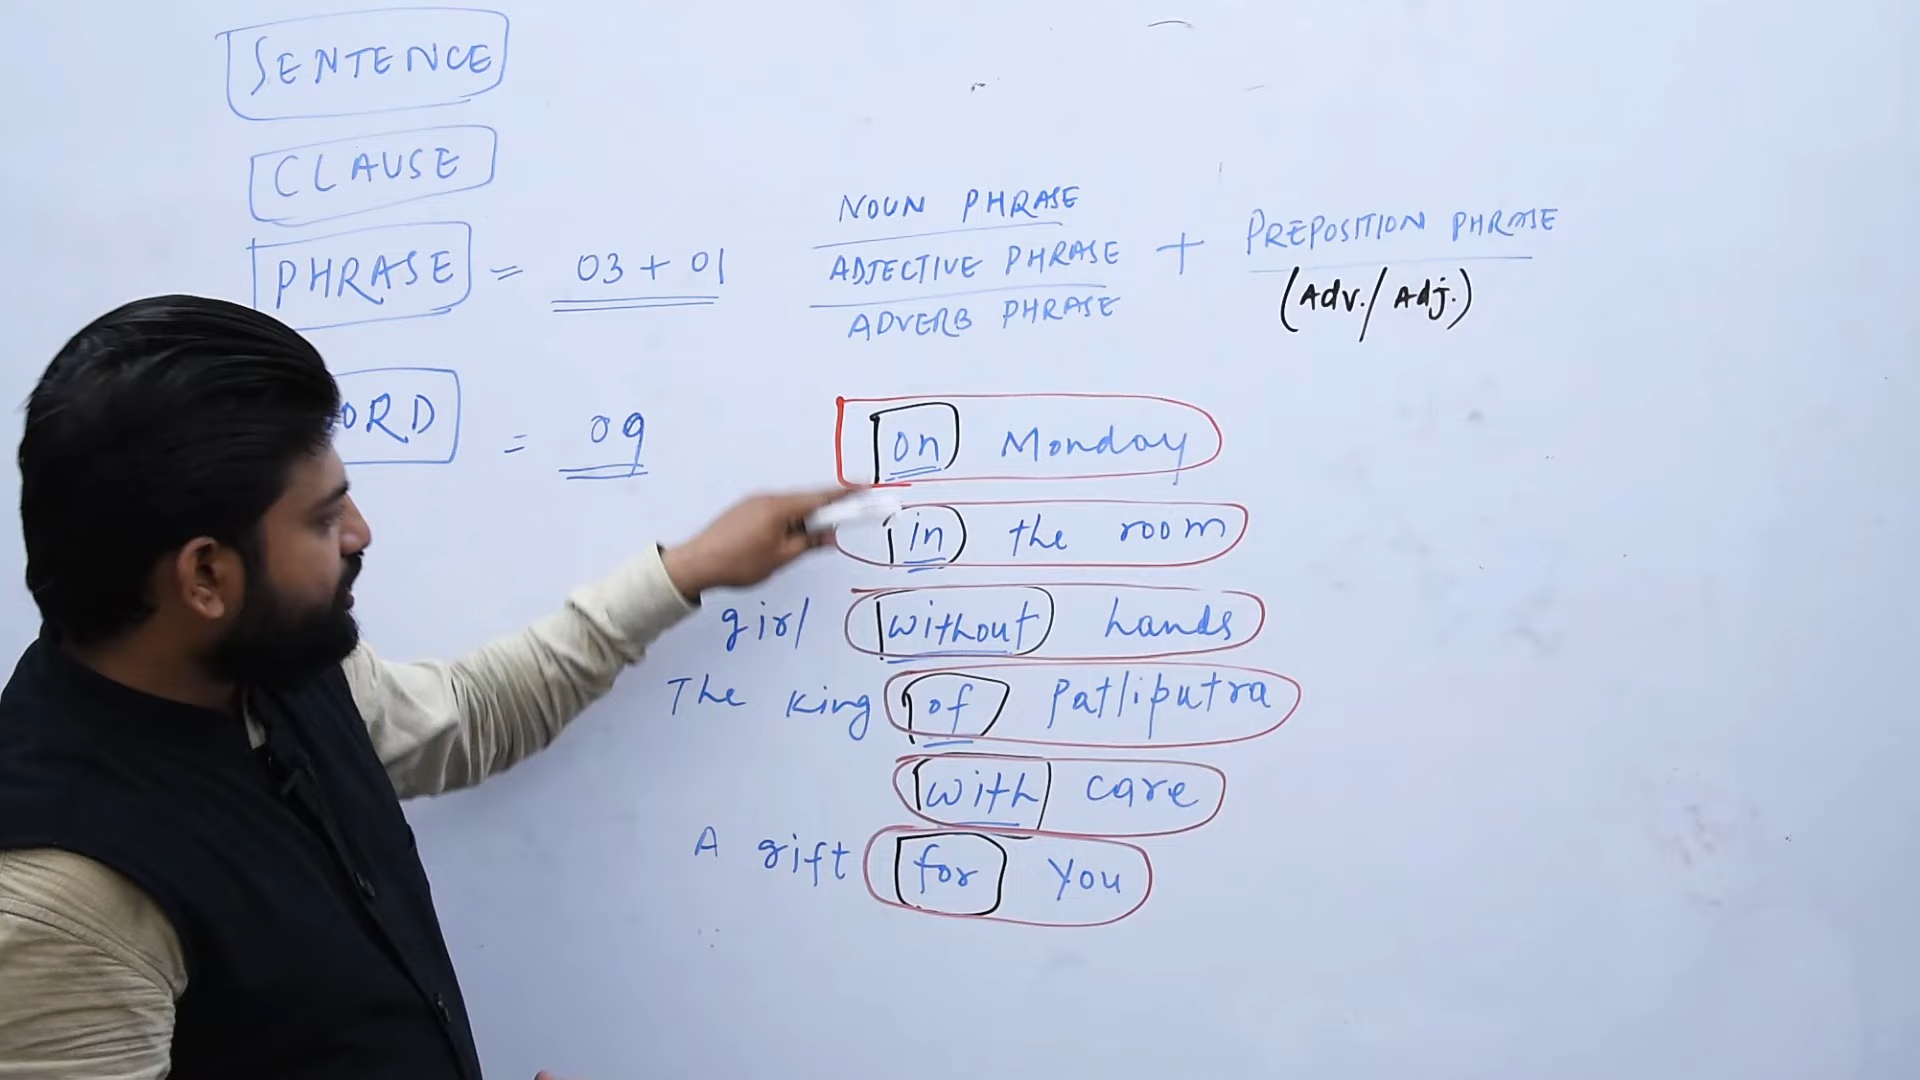 SENTENCE
CLAUSE
PHRASE = 03 + 01
NOUN PHRASE
ADJECTIVE PHRASE
ADVERB PHRASE
+ PREPOSITION PHRASE
(Adv./Adj.)
ORD = 09
on Monday
in the room
girl without hands
The King of Patliputra
with care
A gift for you